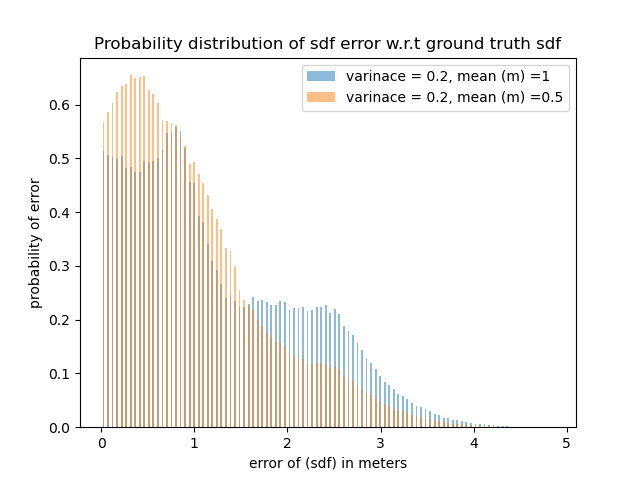 Probability distribution of sdf error w.r.t ground truth sdf
varinace = 0.2, mean (m) =1
varinace = 0.2, mean (m) =0.5
probability of error
0.6
0.5
0.4
0.3
0.2
0.1
0.0
0 1 2 3 4 5
error of (sdf) in meters